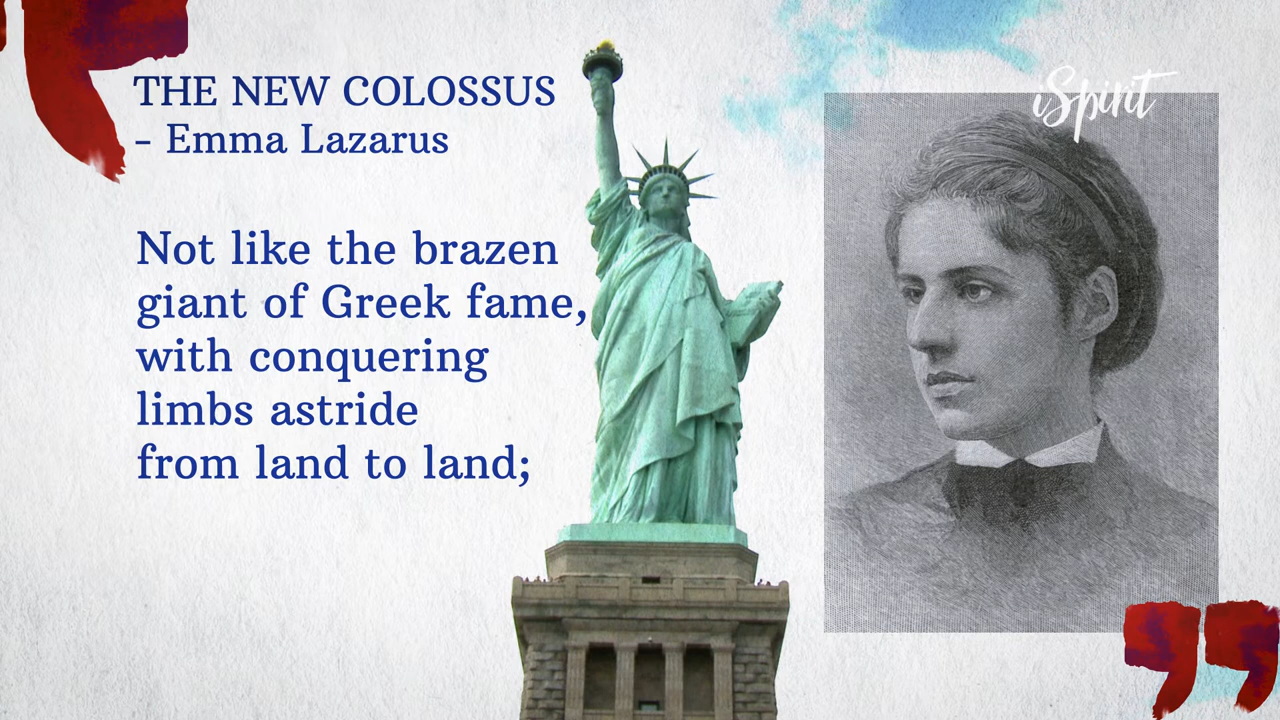 THE NEW COLOSSUS
- Emma Lazarus
Not like the brazen
giant of Greek fame,
with conquering
limbs astride
from land to land;
iSpirit